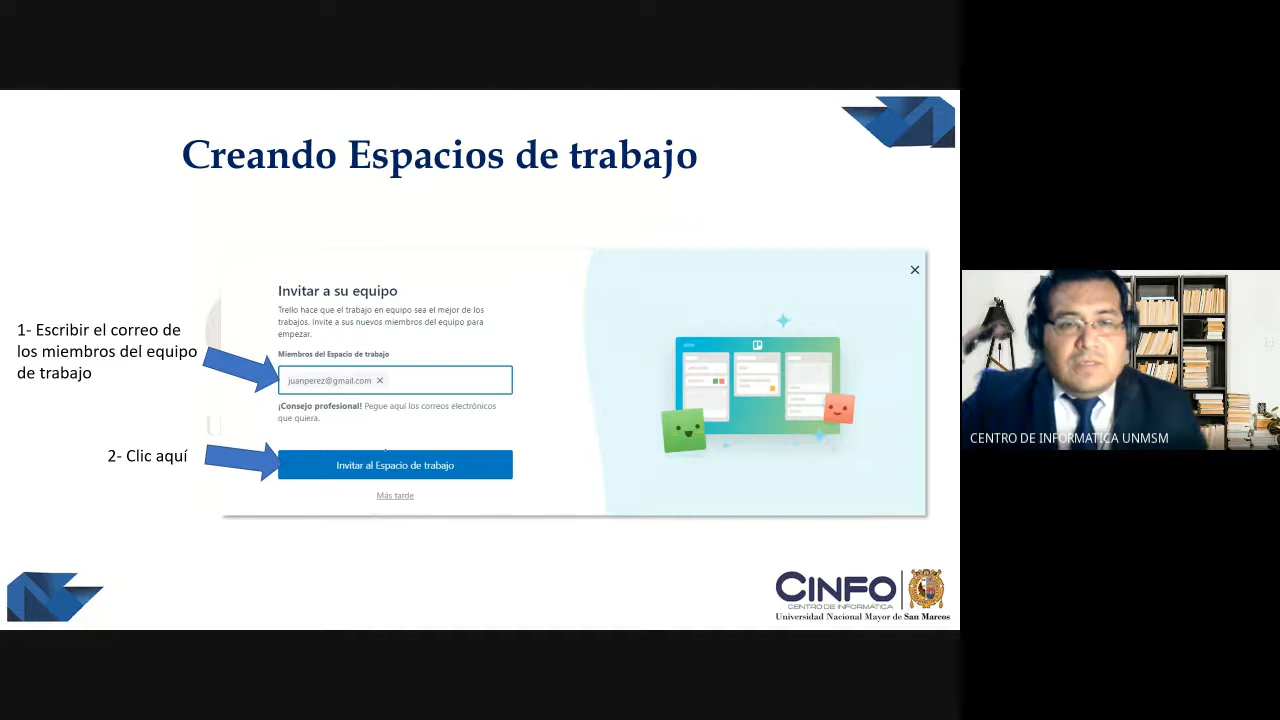 Creando Espacios de trabajo
Invitar a su equipo
Trello hace que el trabajo en equipo sea el mejor de los
trabajos. Invite a sus nuevos miembros del equipo para
empezar.
1- Escribir el correo de
los miembros del equipo
de trabajo
Miembros del Espacio de trabajo
juanperez@gmail.com ✕
¡Consejo profesional! Pegue aquí los correos electrónicos
que quiera.
2- Clic aquí
Invitar al Espacio de trabajo
Más tarde
CENTRO DE INFORMATICA UNMSM
CINFO
CENTRO DE INFORMATICA
Universidad Nacional Mayor de San Marcos